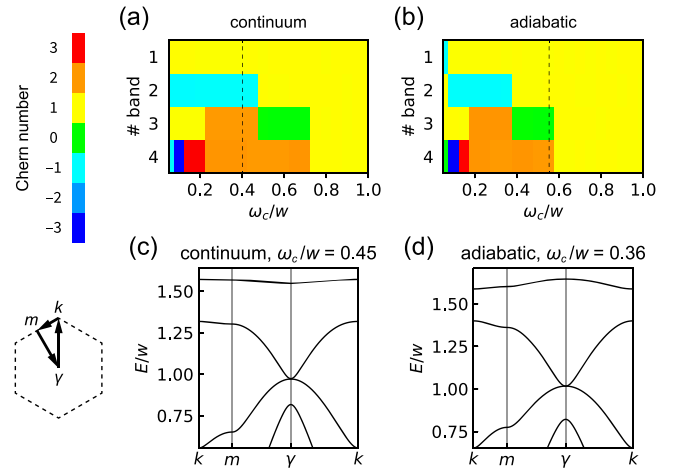 (a) continuum
(b) adiabatic
Chern number
3
2
1
0
−1
−2
−3
# band
1
2
3
4
0.2 0.4 0.6 0.8 1.0
ω_c/w
# band
1
2
3
4
0.2 0.4 0.6 0.8 1.0
ω_c/w
m k
γ
(c) continuum, ω_c/w = 0.45
E/w
1.50
1.25
1.00
0.75
k m γ k
(d) adiabatic, ω_c/w = 0.36
E/w
1.50
1.25
1.00
0.75
k m γ k